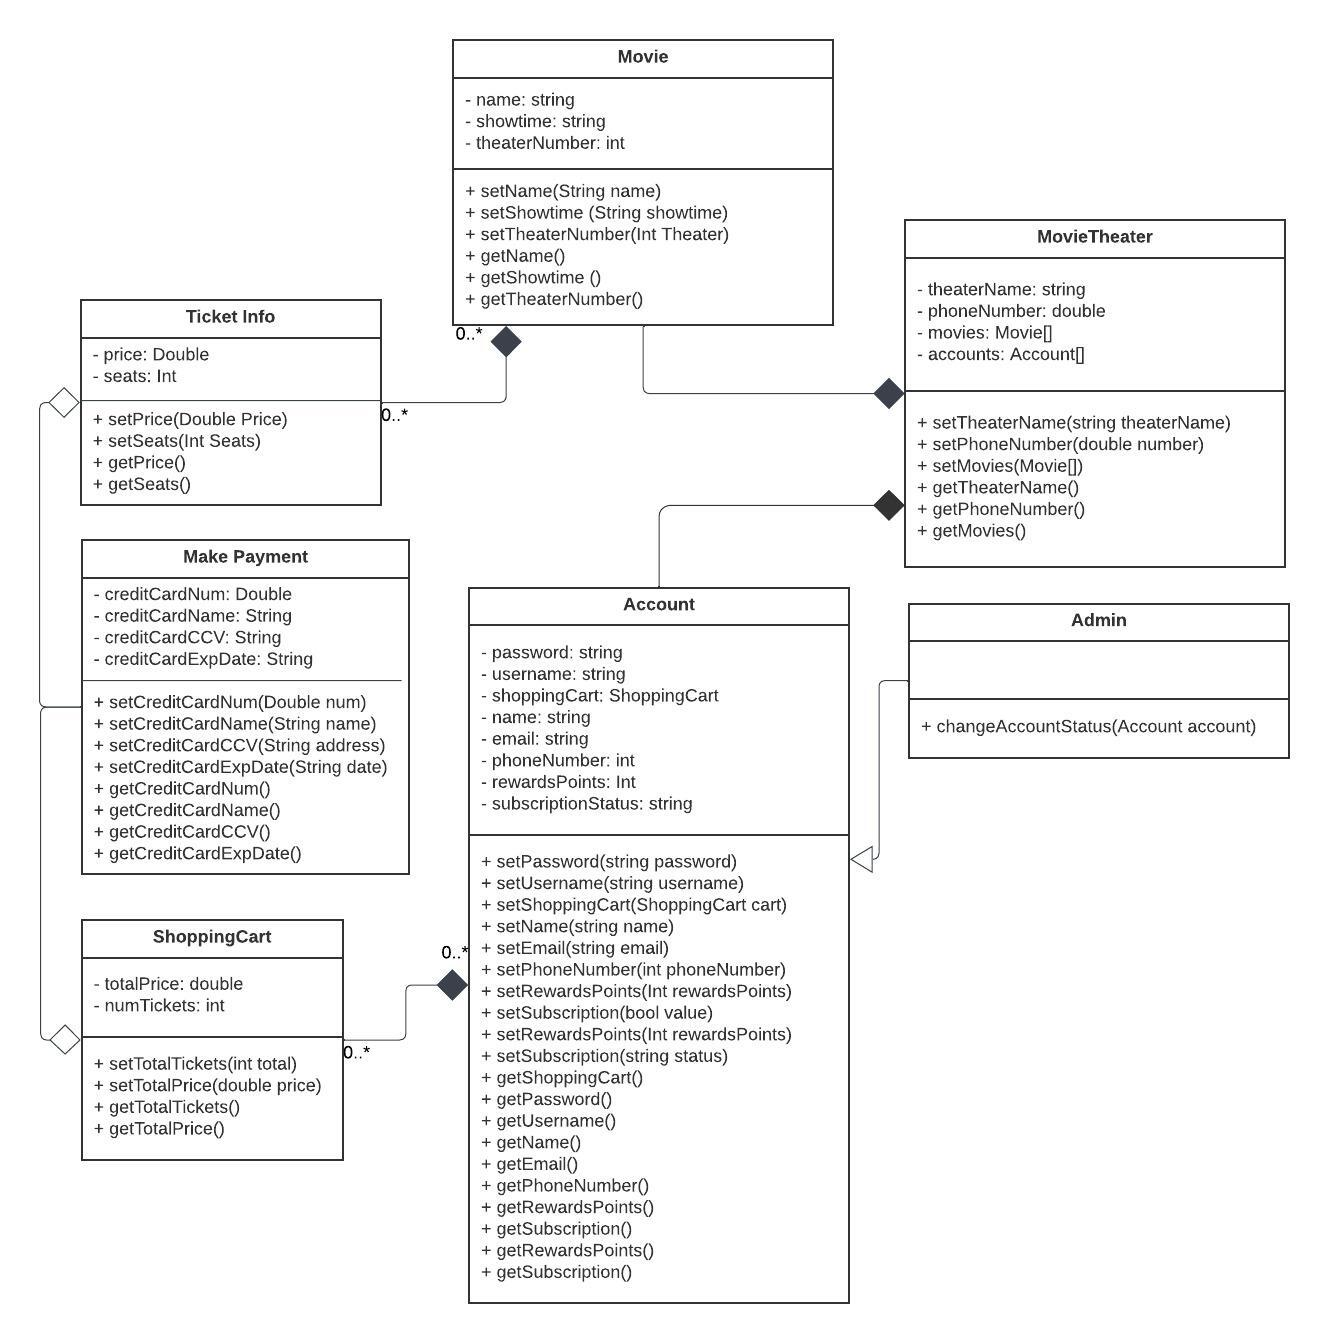 Movie
- name: string
- showtime: string
- theaterNumber: int
+ setName(String name)
+ setShowtime (String showtime)
+ setTheaterNumber(Int Theater)
+ getName()
+ getShowtime ()
+ getTheaterNumber()
0..*
0..*
MovieTheater
- theaterName: string
- phoneNumber: double
- movies: Movie[]
- accounts: Account[]
+ setTheaterName(string theaterName)
+ setPhoneNumber(double number)
+ setMovies(Movie[])
+ getTheaterName()
+ getPhoneNumber()
+ getMovies()
Ticket Info
- price: Double
- seats: Int
+ setPrice(Double Price)
+ setSeats(Int Seats)
+ getPrice()
+ getSeats()
Make Payment
- creditCardNum: Double
- creditCardName: String
- creditCardCCV: String
- creditCardExpDate: String
+ setCreditCardNum(Double num)
+ setCreditCardName(String name)
+ setCreditCardCCV(String address)
+ setCreditCardExpDate(String date)
+ getCreditCardNum()
+ getCreditCardName()
+ getCreditCardCCV()
+ getCreditCardExpDate()
Account
- password: string
- username: string
- shoppingCart: ShoppingCart
- name: string
- email: string
- phoneNumber: int
- rewardsPoints: Int
- subscriptionStatus: string
+ setPassword(string password)
+ setUsername(string username)
+ setShoppingCart(ShoppingCart cart)
+ setName(string name)
+ setEmail(string email)
+ setPhoneNumber(int phoneNumber)
+ setRewardsPoints(Int rewardsPoints)
+ setSubscription(bool value)
+ setRewardsPoints(Int rewardsPoints)
+ setSubscription(string status)
+ getShoppingCart()
+ getPassword()
+ getUsername()
+ getName()
+ getEmail()
+ getPhoneNumber()
+ getRewardsPoints()
+ getSubscription()
+ getRewardsPoints()
+ getSubscription()
Admin
+ changeAccountStatus(Account account)
ShoppingCart
- totalPrice: double
- numTickets: int
+ setTotalTickets(int total)
+ setTotalPrice(double price)
+ getTotalTickets()
+ getTotalPrice()
0..*
0..*